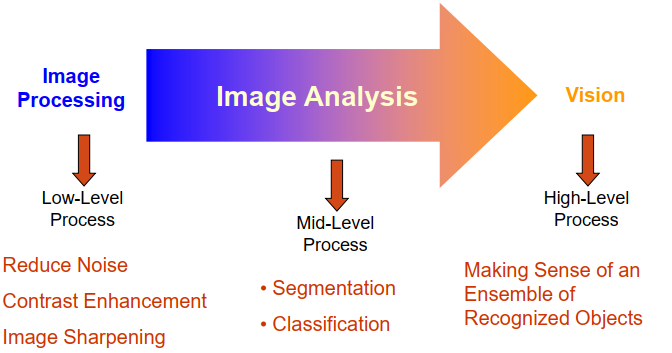 Image
Processing
Image Analysis
Vision
Low-Level
Process
Mid-Level
Process
High-Level
Process
Reduce Noise
Contrast Enhancement
Image Sharpening
• Segmentation
• Classification
Making Sense of an
Ensemble of
Recognized Objects